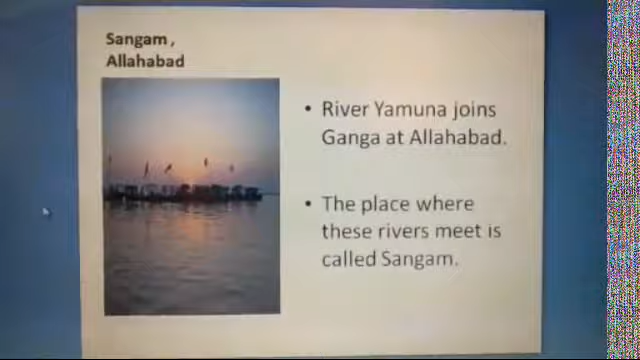 Sangam,
Allahabad
• River Yamuna joins
Ganga at Allahabad.
• The place where
these rivers meet is
called Sangam.